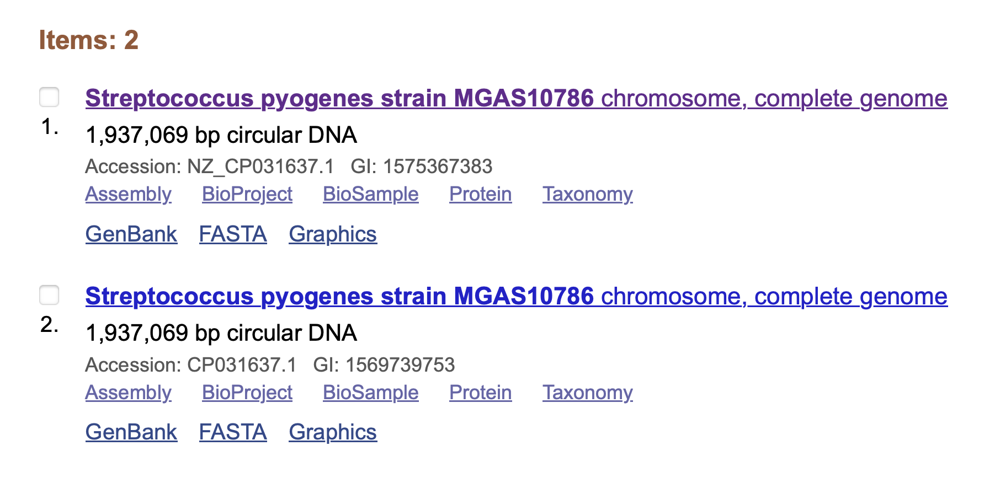 Items: 2
Streptococcus pyogenes strain MGAS10786 chromosome, complete genome
1.
1,937,069 bp circular DNA
Accession: NZ_CP031637.1 GI: 1575367383
Assembly BioProject BioSample Protein Taxonomy
GenBank FASTA Graphics
Streptococcus pyogenes strain MGAS10786 chromosome, complete genome
2.
1,937,069 bp circular DNA
Accession: CP031637.1 GI: 1569739753
Assembly BioProject BioSample Protein Taxonomy
GenBank FASTA Graphics